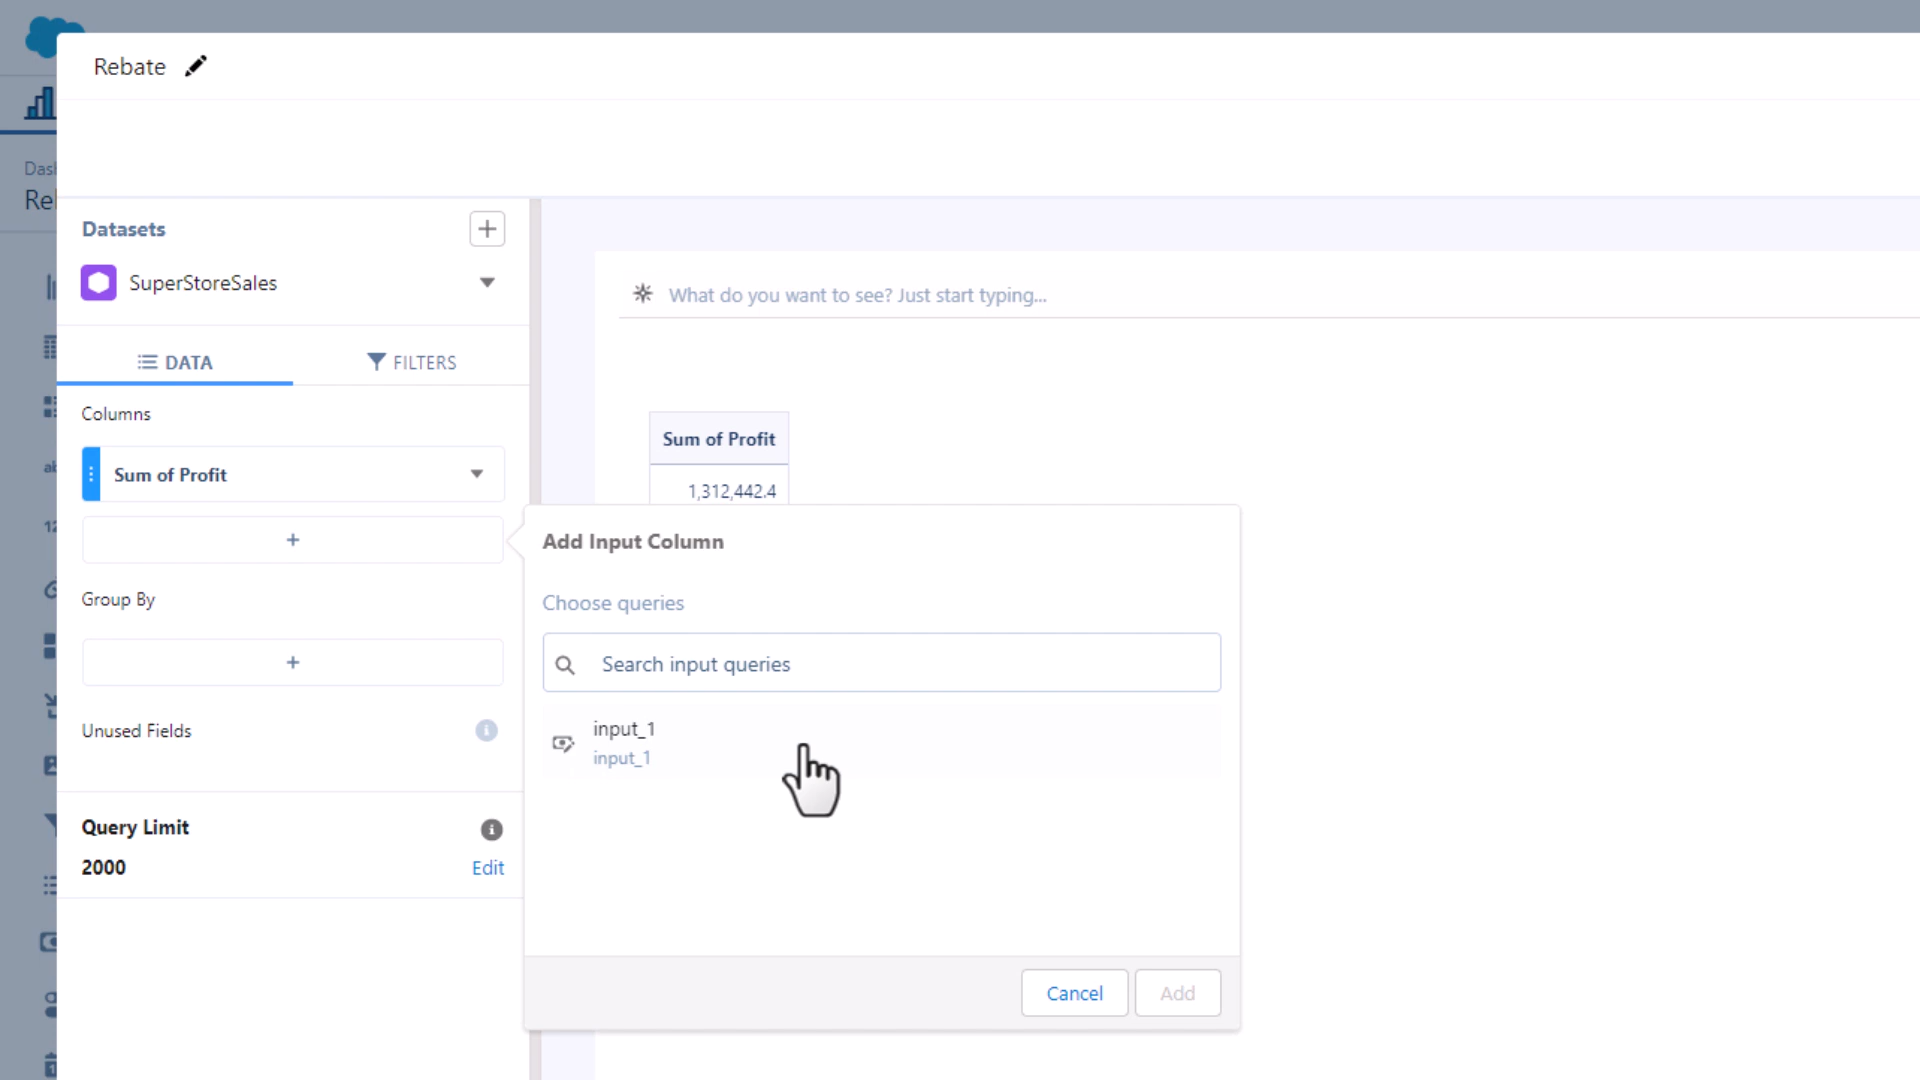 Rebate
Datasets
SuperStoreSales
DATA
FILTERS
Columns
Sum of Profit
+
Group By
+
Unused Fields
Query Limit
2000
Edit
What do you want to see? Just start typing...
Sum of Profit
1,312,442.4
Add Input Column
Choose queries
Search input queries
input_1
input_1
Cancel
Add